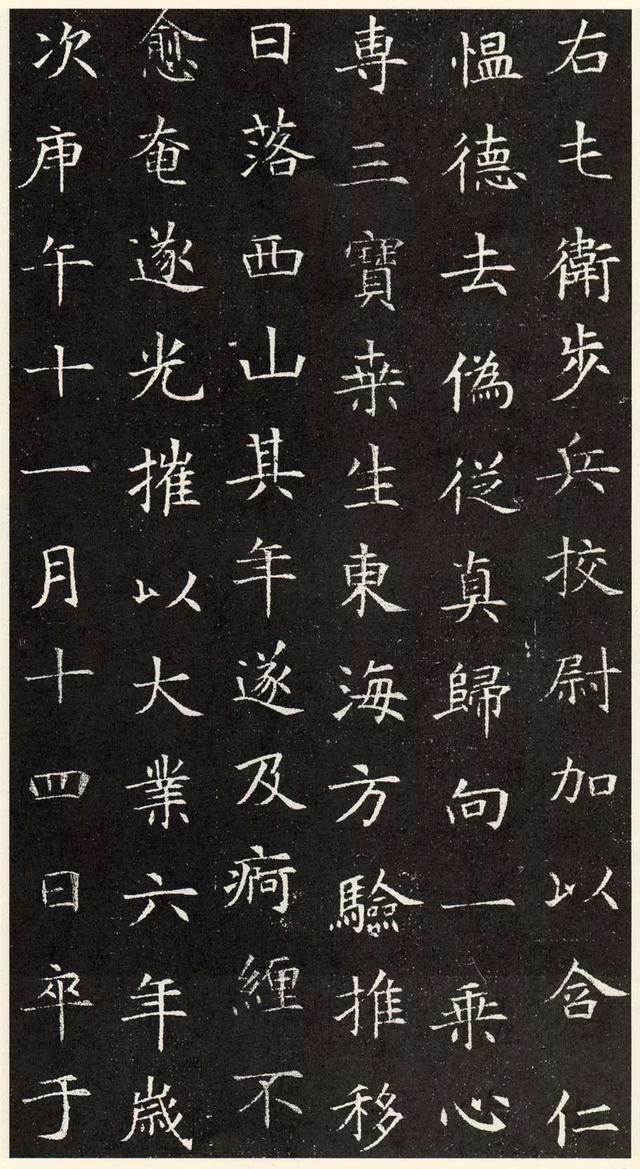 右七衛步兵挍尉加以含仁
愠德去偽從真歸向一乗心
専三寶桒生東海方驗推移
日落西山其年遂及痾纏不
愈奄遂光摧以大業六年歲
次庚午十一月十四日卒于